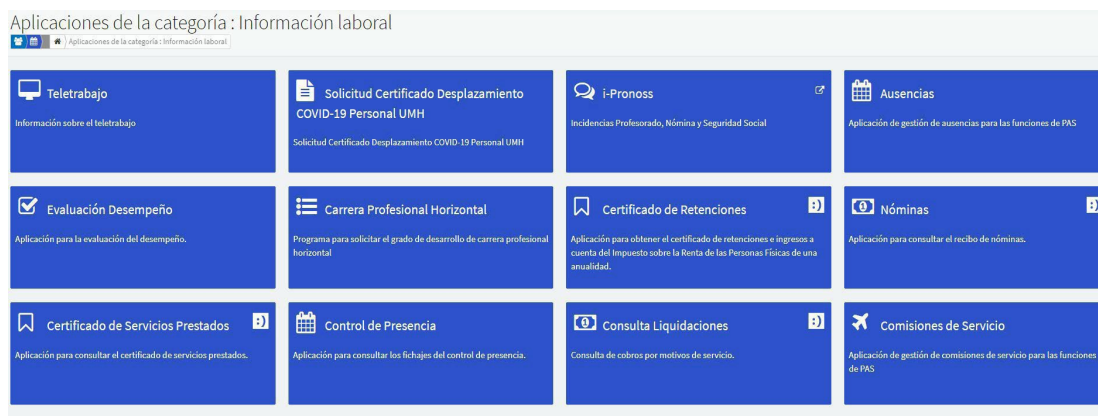 Aplicaciones de la categoría : Información laboral
Aplicaciones de la categoría : Información laboral
Teletrabajo
Información sobre el teletrabajo
Solicitud Certificado Desplazamiento
COVID-19 Personal UMH
Solicitud Certificado Desplazamiento COVID-19 Personal UMH
i-Pronoss
Incidencias Profesorado, Nómina y Seguridad Social
Ausencias
Aplicación de gestión de ausencias para las funciones de PAS
Evaluación Desempeño
Aplicación para la evaluación del desempeño.
Carrera Profesional Horizontal
Programa para solicitar el grado de desarrollo de carrera profesional
horizontal
Certificado de Retenciones
:)
Aplicación para obtener el certificado de retenciones e ingresos a
cuenta del Impuesto sobre la Renta de las Personas Físicas de una
anualidad.
Nóminas
:)
Aplicación para consultar el recibo de nóminas.
Certificado de Servicios Prestados
:)
Aplicación para consultar el certificado de servicios prestados.
Control de Presencia
Aplicación para consultar los fichajes del control de presencia.
Consulta Liquidaciones
:)
Consulta de cobros por motivos de servicio.
Comisiones de Servicio
Aplicación de gestión de comisiones de servicio para las funciones
de PAS